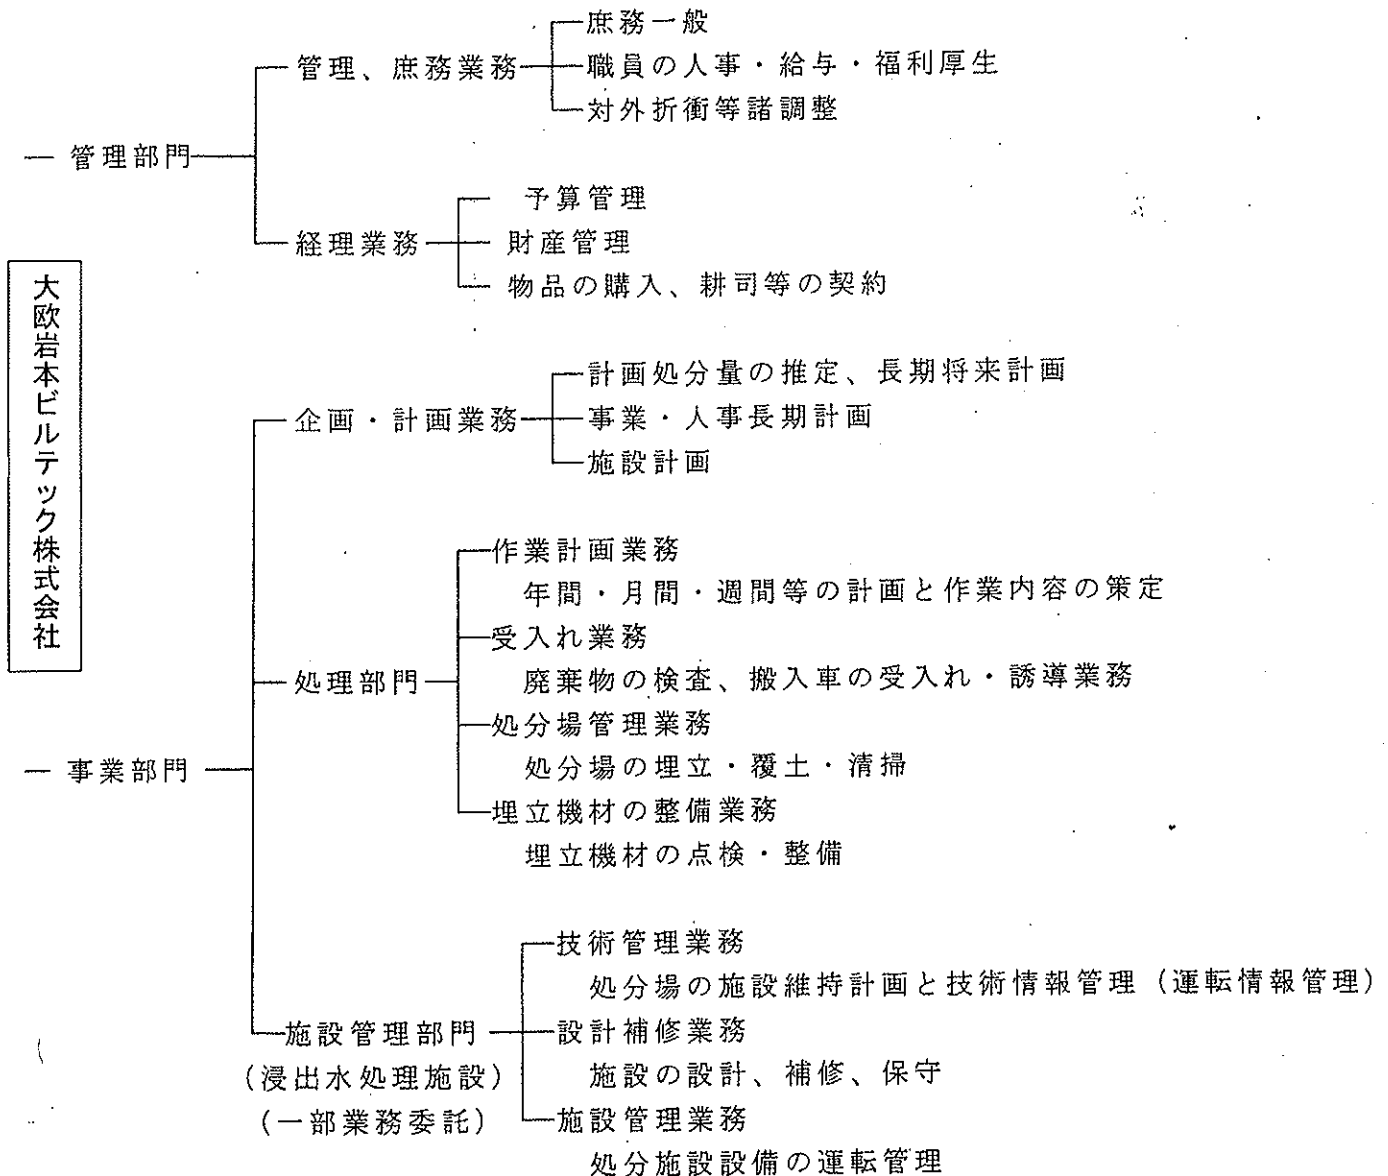 庶務一般
管理、庶務業務
職員の人事・給与・福利厚生
対外折衝等諸調整
一 管理部門
予算管理
経理業務
財産管理
物品の購入、耕司等の契約
大欧岩本ビルテック株式会社
計画処分量の推定、長期将来計画
企画・計画業務
事業・人事長期計画
施設計画
作業計画業務
年間・月間・週間等の計画と作業内容の策定
受入れ業務
処理部門
廃棄物の検査、搬入車の受入れ・誘導業務
処分場管理業務
一 事業部門
処分場の埋立・覆土・清掃
埋立機材の整備業務
埋立機材の点検・整備
技術管理業務
処分場の施設維持計画と技術情報管理（運転情報管理）
施設管理部門
（浸出水処理施設）
（一部業務委託）
設計補修業務
施設の設計、補修、保守
施設管理業務
処分施設設備の運転管理